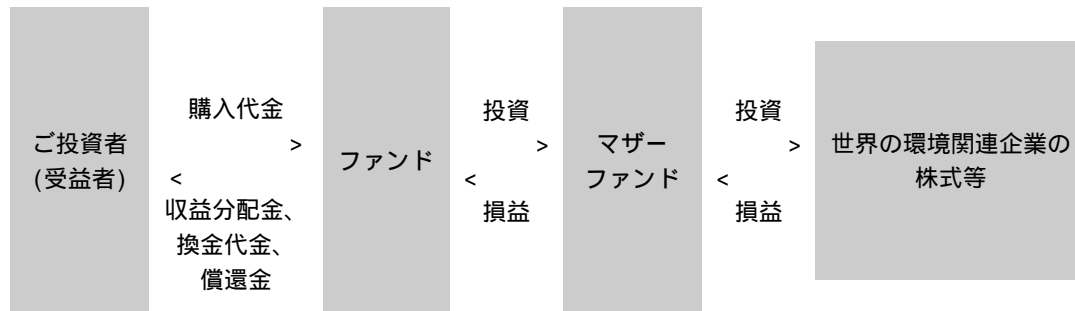 ご投資者
(受益者)
購入代金
>
<
収益分配金、
換金代金、
償還金
ファンド
投資
>
<
損益
マザー
ファンド
投資
>
<
損益
世界の環境関連企業の
株式等